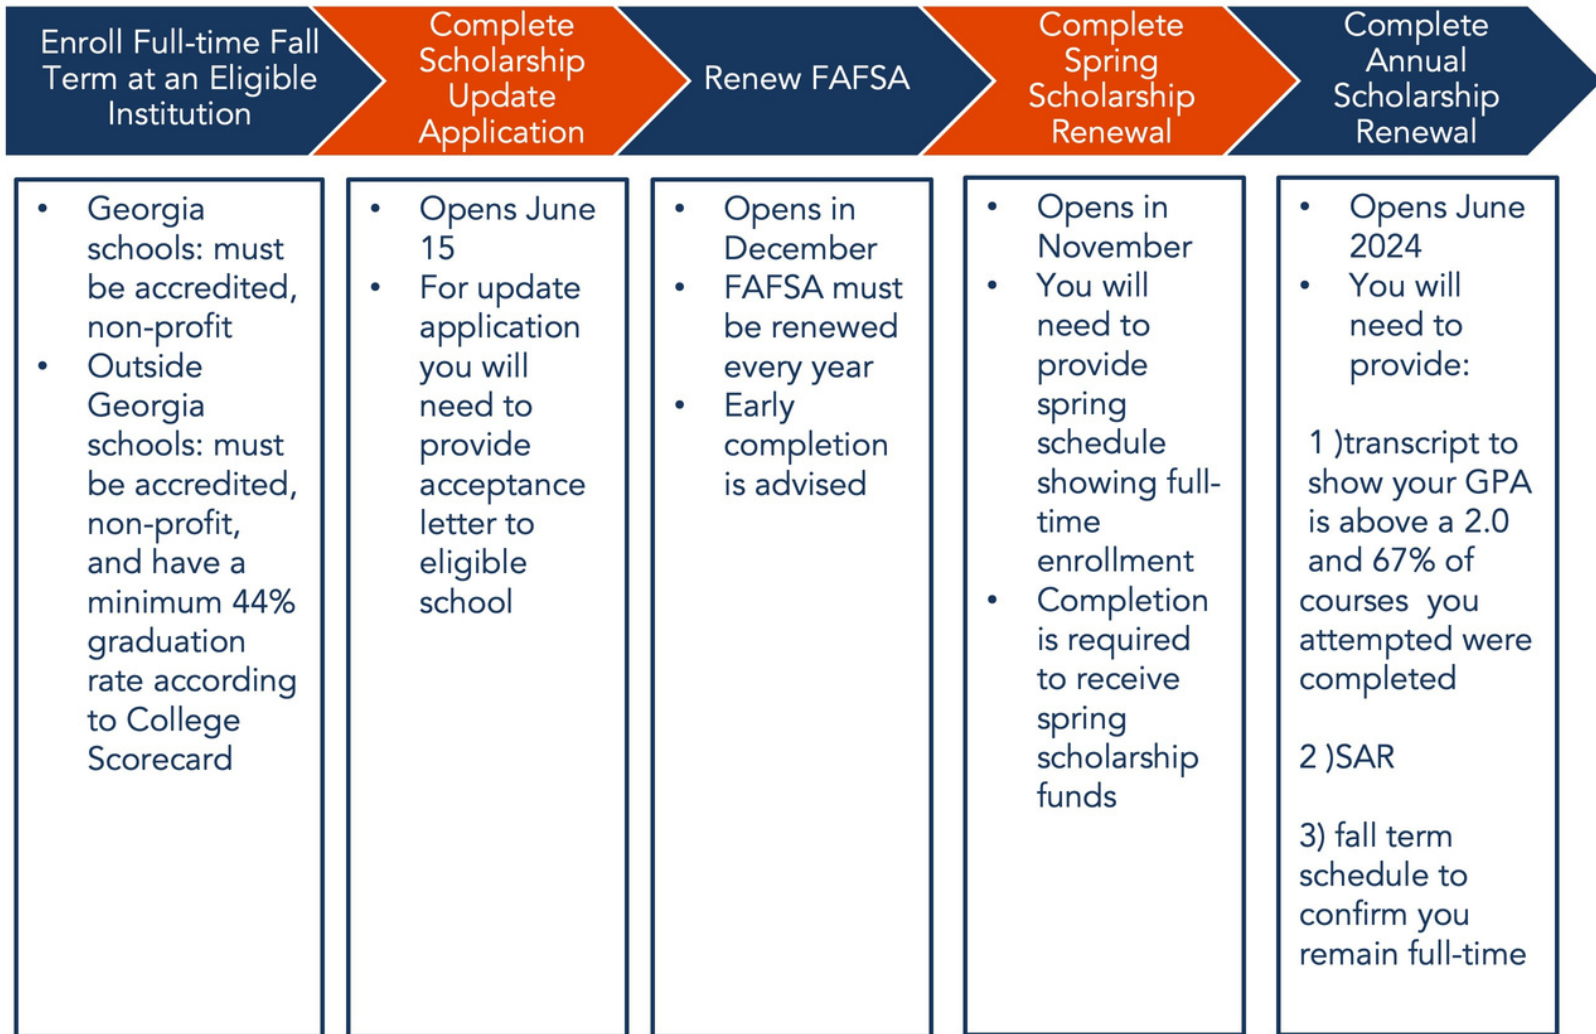 Enroll Full-time Fall
Term at an Eligible
Institution
Complete
Scholarship
Update
Application
Renew FAFSA
Complete
Spring
Scholarship
Renewal
Complete
Annual
Scholarship
Renewal
• Georgia
schools: must
be accredited,
non-profit
• Outside
Georgia
schools: must
be accredited,
non-profit,
and have a
minimum 44%
graduation
rate according
to College
Scorecard
• Opens June
15
• For update
application
you will
need to
provide
acceptance
letter to
eligible
school
• Opens in
December
• FAFSA must
be renewed
every year
• Early
completion
is advised
• Opens in
November
• You will
need to
provide
spring
schedule
showing full-
time
enrollment
• Completion
is required
to receive
spring
scholarship
funds
• Opens June
2024
• You will
need to
provide:
1 )transcript to
show your GPA
is above a 2.0
and 67% of
courses  you
attempted were
completed
2 )SAR
3) fall term
schedule to
confirm you
remain full-time